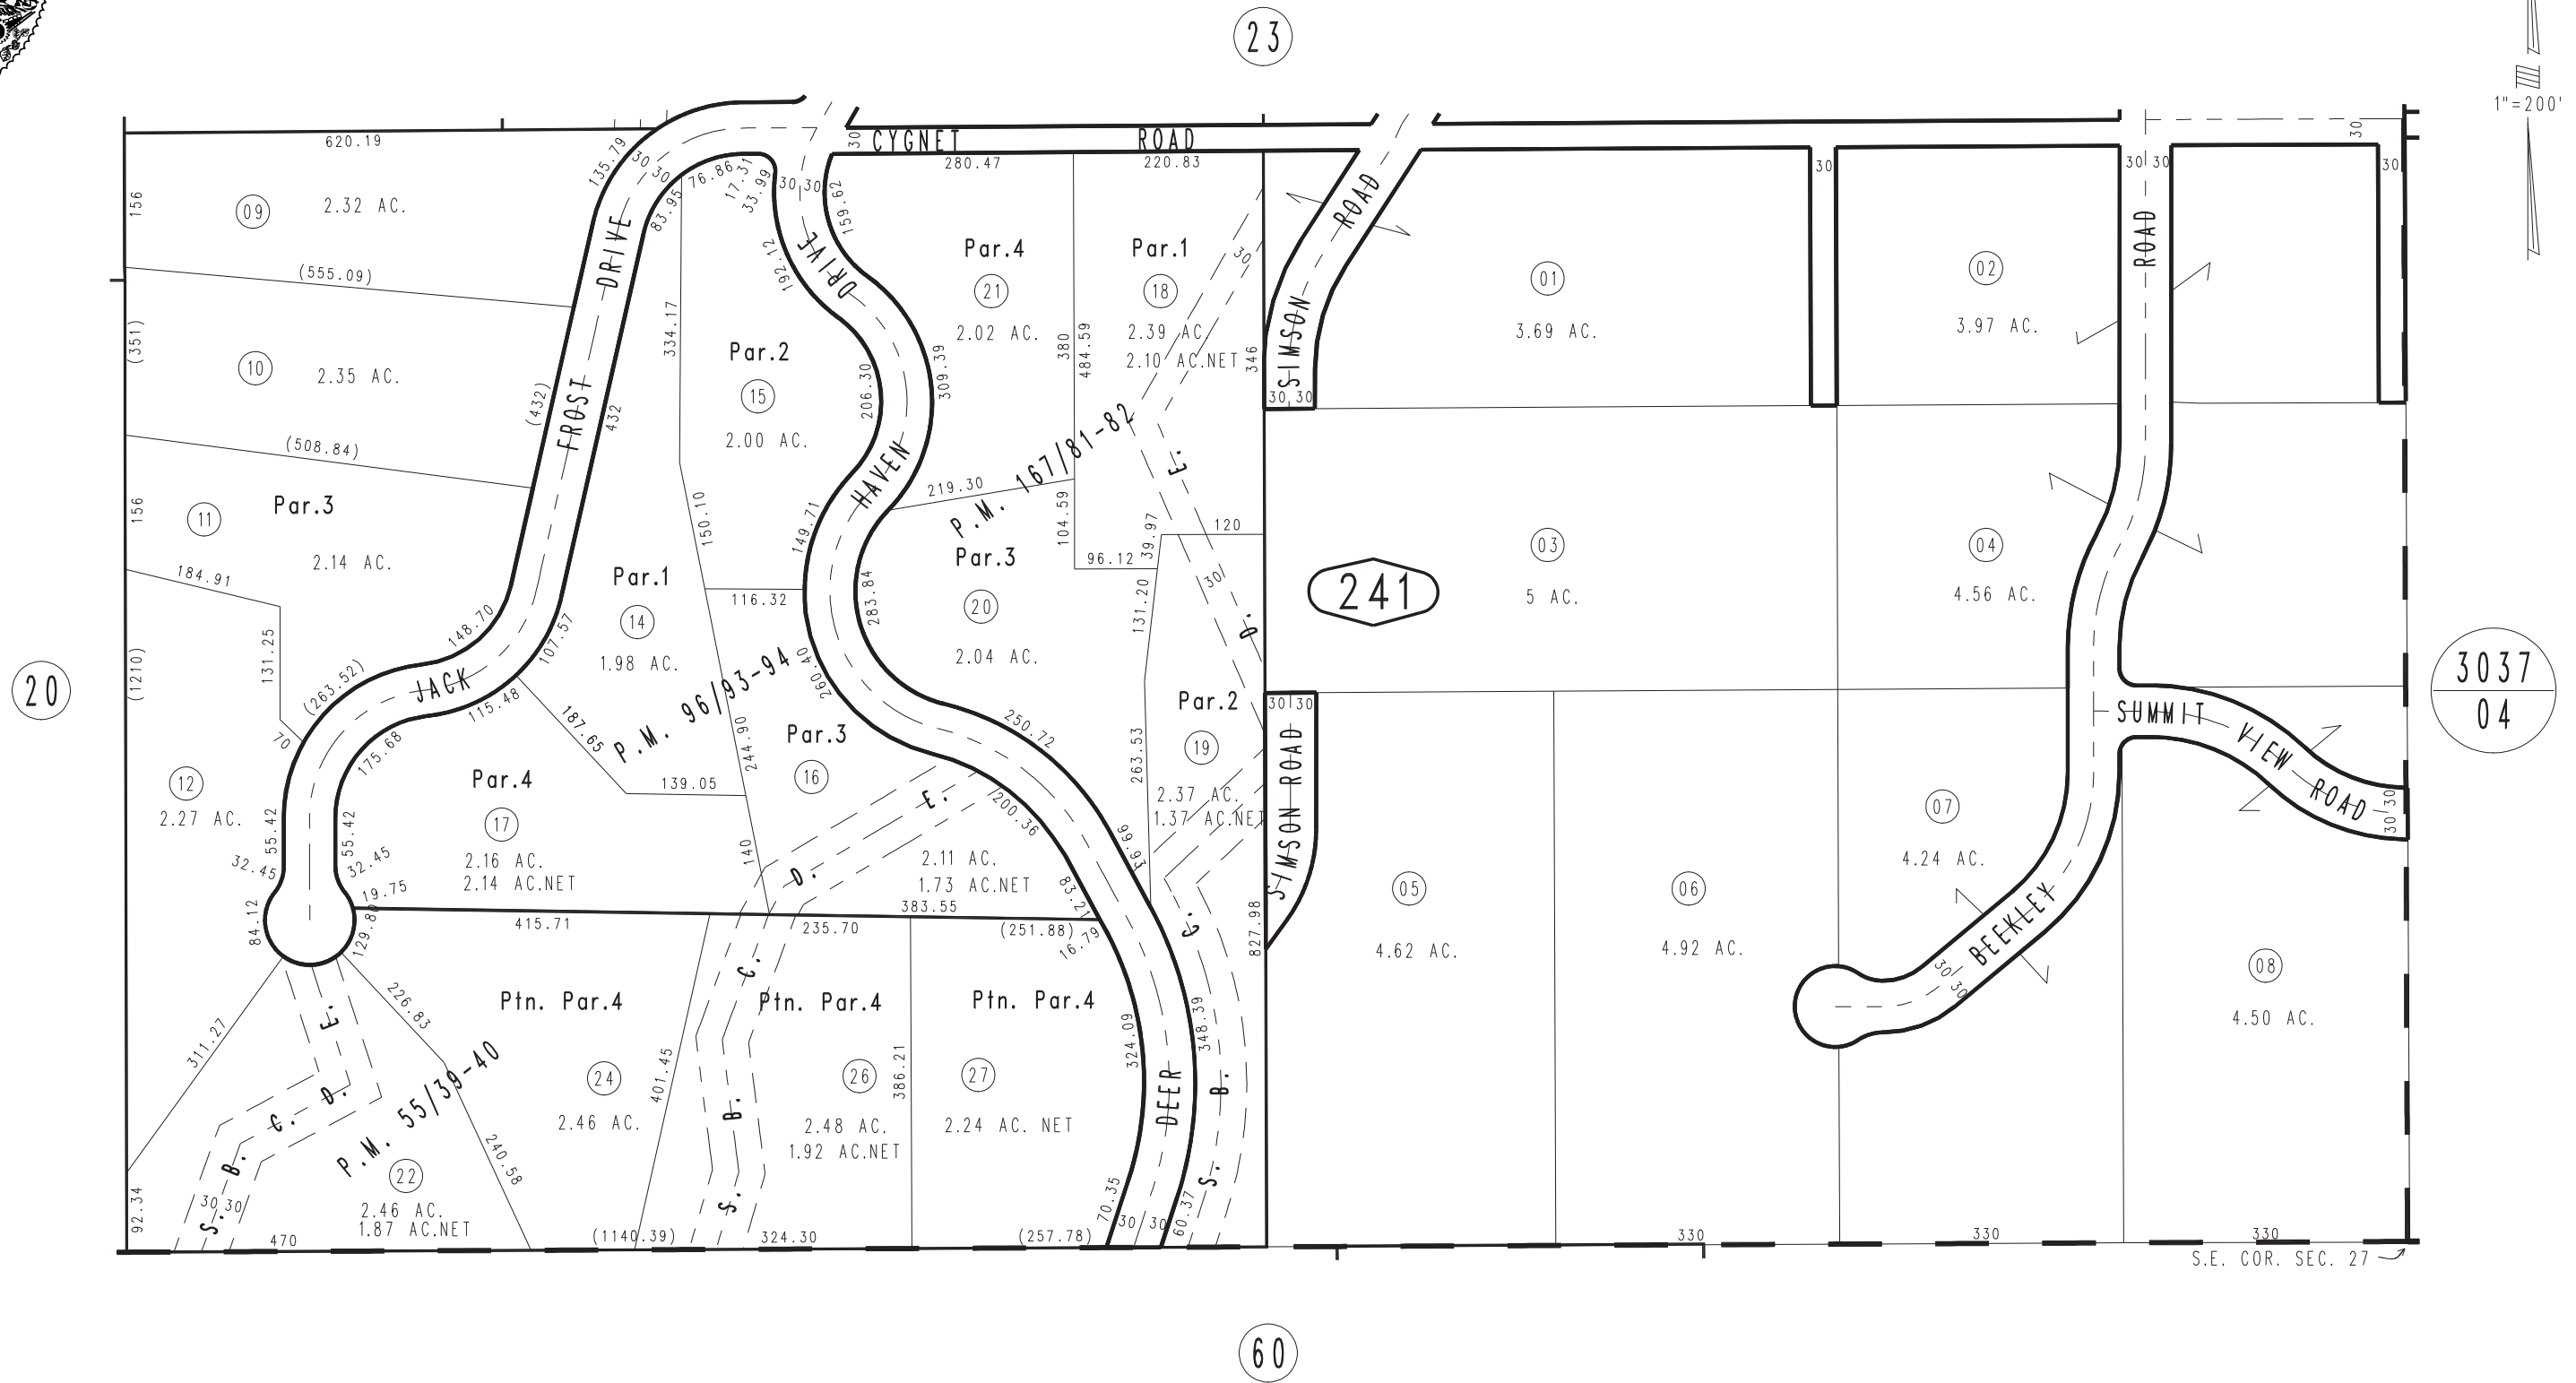 23
1"=200'
CYGNET ROAD
30
30
620.19
135.79
30
30
76.86
17.31
33.99
83.95
30 30
159.62
280.47
220.83
30
30 30
30
156
09
2.32 AC.
(555.09)
(351)
10
2.35 AC.
(508.84)
156
11
Par.3
2.14 AC.
184.91
131.25
70
(1210)
12
2.27 AC.
JACK FROST DRIVE
(432)
432
148.70
107.57
(263.52)
115.48
175.68
55.42
55.42
32.45
32.45
19.75
84.12
129.80
334.17
192.12
DEER HAVEN DRIVE
Par.2
15
2.00 AC.
206.30
309.39
150.10
149.71
116.32
283.84
260.40
Par.1
14
1.98 AC.
187.65
139.05
244.90
140
P.M. 96/93-94
Par.4
21
2.02 AC.
380
484.59
Par.1
18
2.39 AC.
2.10 AC.NET
30
346
219.30
P.M. 167/81-82
104.59
96.12
39.97
120
131.20
30
Par.3
20
2.04 AC.
250.72
263.53
99.93
Par.2
19
2.37 AC.
1.37 AC.NET
S. B. C. O. E.
827.98
Par.3
16
2.11 AC.
1.73 AC.NET
200.36
83.21
16.79
Par.4
17
2.16 AC.
2.14 AC.NET
415.71
383.55
235.70
(251.88)
S. B. C. O. E.
311.27
92.34
226.83
240.58
S. B. C. O. E.
30 30
P.M. 55/39-40
22
2.46 AC.
1.87 AC.NET
470
Ptn. Par.4
24
2.46 AC.
401.45
(1140.39)
Ptn. Par.4
26
2.48 AC.
1.92 AC.NET
386.21
324.30
Ptn. Par.4
27
2.24 AC. NET
324.09
348.39
70.35
60.37
30 30
(257.78)
SIMSON ROAD
30 30
01
3.69 AC.
02
3.97 AC.
03
5 AC.
04
4.56 AC.
241
30 30
SIMSON ROAD
05
4.62 AC.
06
4.92 AC.
07
4.24 AC.
08
4.50 AC.
BEEKLEY ROAD
30
30
SUMMIT VIEW ROAD
30 30
330
330
330
S.E. COR. SEC. 27
20
3037
04
60